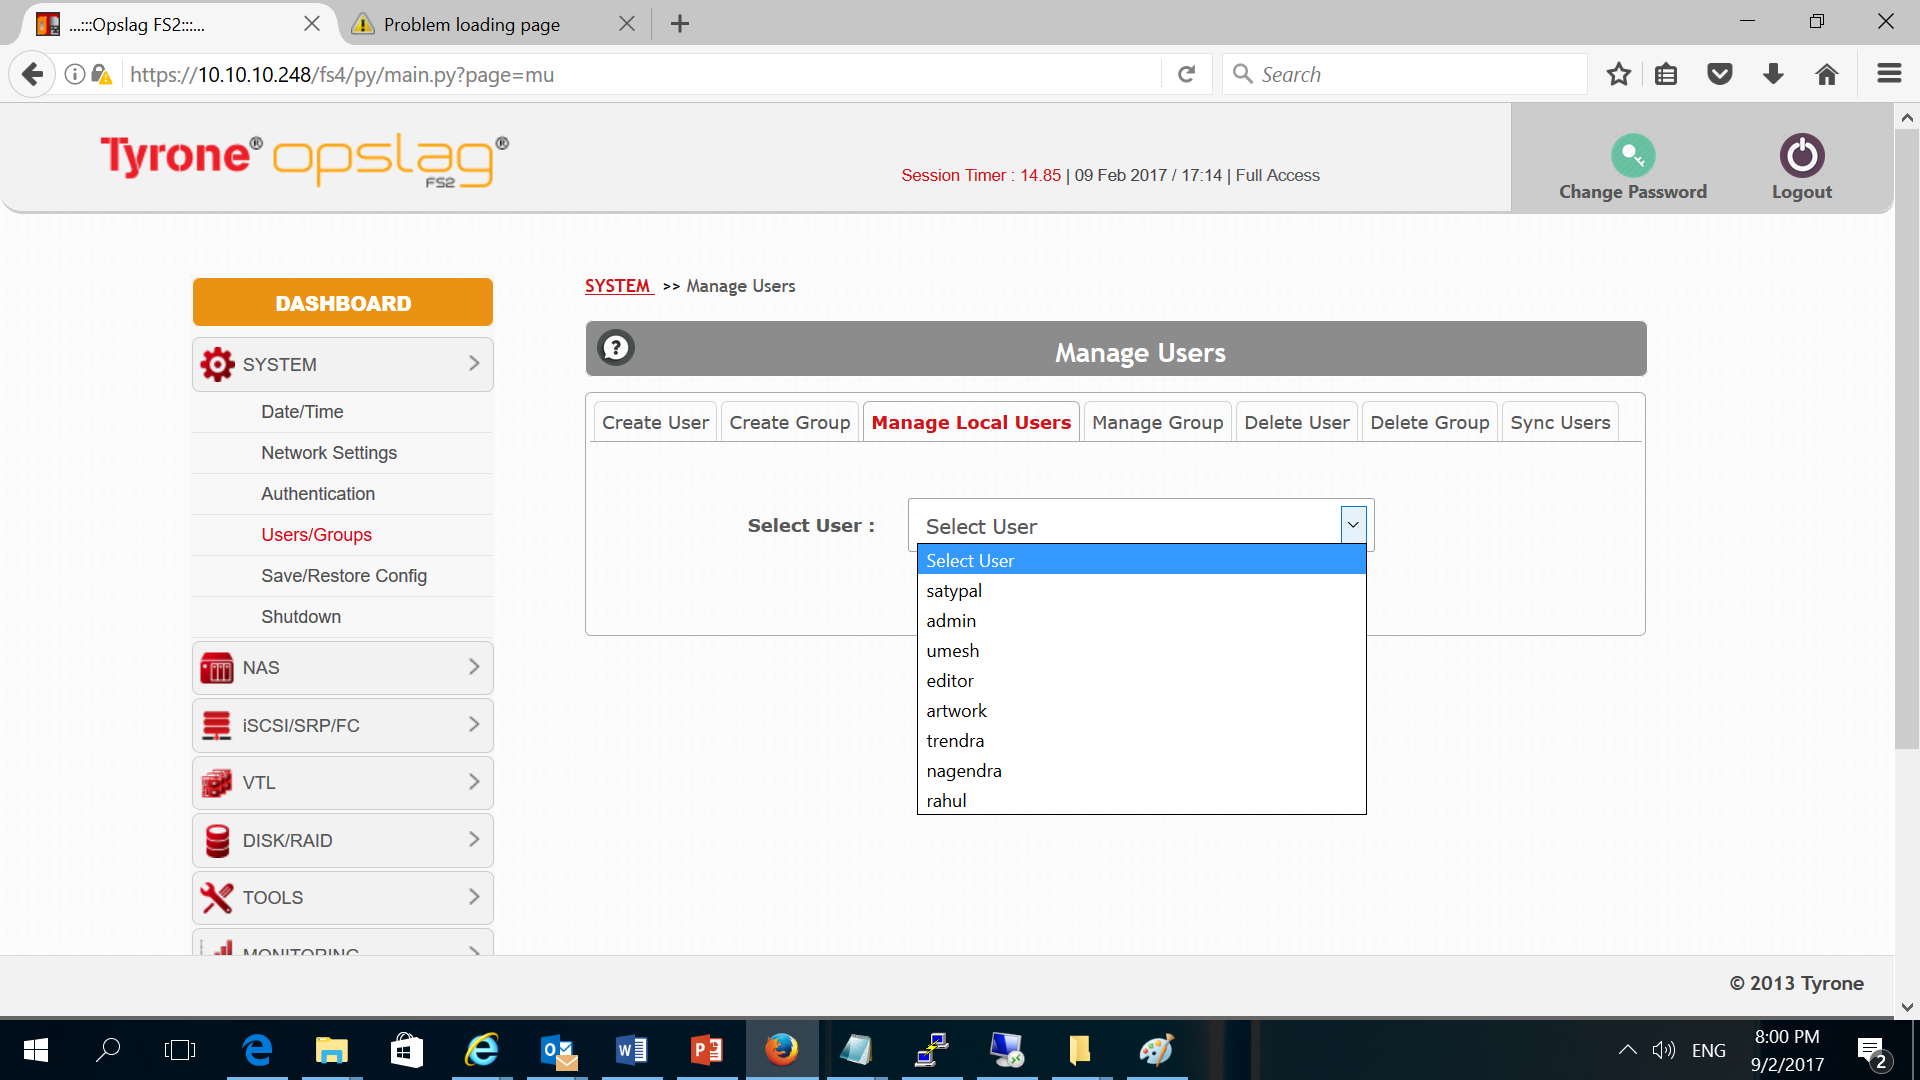 ...:::Opslag FS2:::...
Problem loading page
https://10.10.10.248/fs4/py/main.py?page=mu
Search
Tyrone® opslag®
FS2
Session Timer : 14.85 | 09 Feb 2017 / 17:14 | Full Access
Change Password
Logout
DASHBOARD
SYSTEM
Date/Time
Network Settings
Authentication
Users/Groups
Save/Restore Config
Shutdown
NAS
iSCSI/SRP/FC
VTL
DISK/RAID
TOOLS
MONITORING
SYSTEM >> Manage Users
? Manage Users
Create User
Create Group
Manage Local Users
Manage Group
Delete User
Delete Group
Sync Users
Select User :
Select User
Select User
satypal
admin
umesh
editor
artwork
trendra
nagendra
rahul
© 2013 Tyrone
ENG
8:00 PM
9/2/2017
2